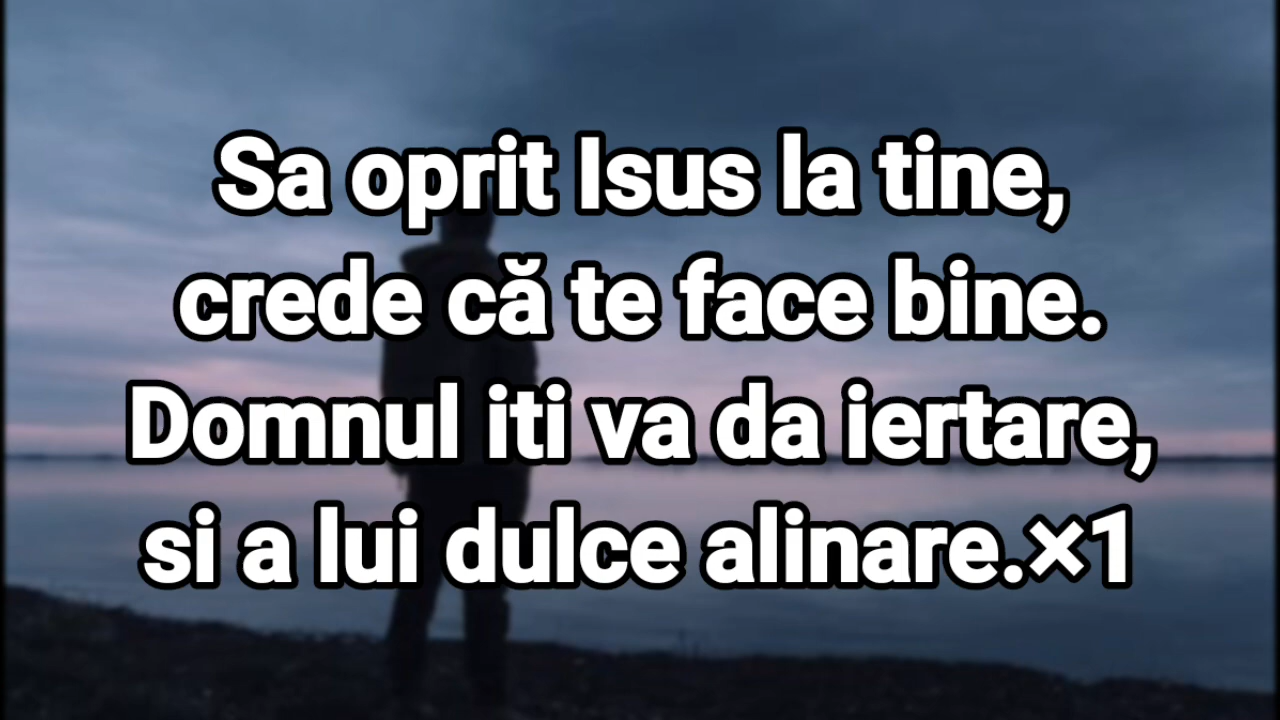 Sa oprit Isus la tine,
crede că te face bine.
Domnul iti va da iertare,
si a lui dulce alinare.×1